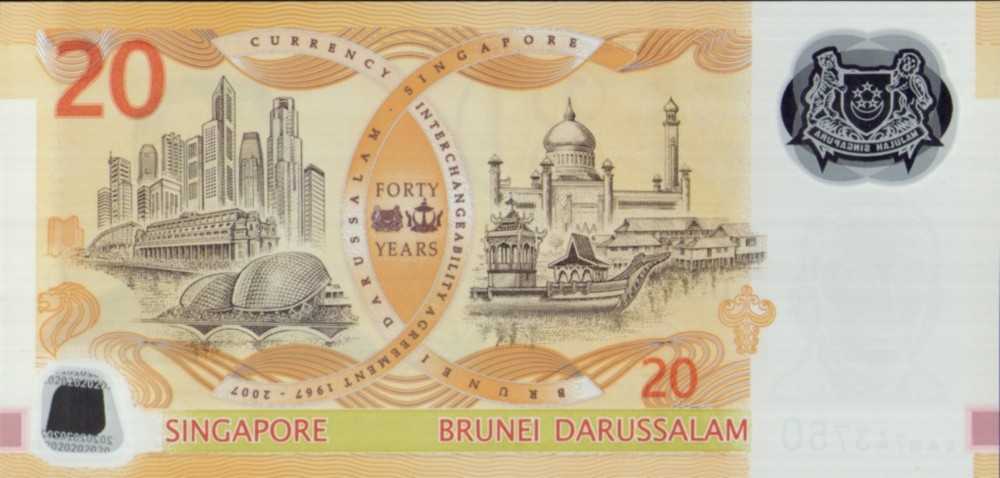 20
CURRENCY INTERCHANGEABILITY AGREEMENT 1967 - 2007
BRUNEI DARUSSALAM - SINGAPORE
FORTY
YEARS
MAJULAH SINGAPURA
20
SINGAPORE BRUNEI DARUSSALAM